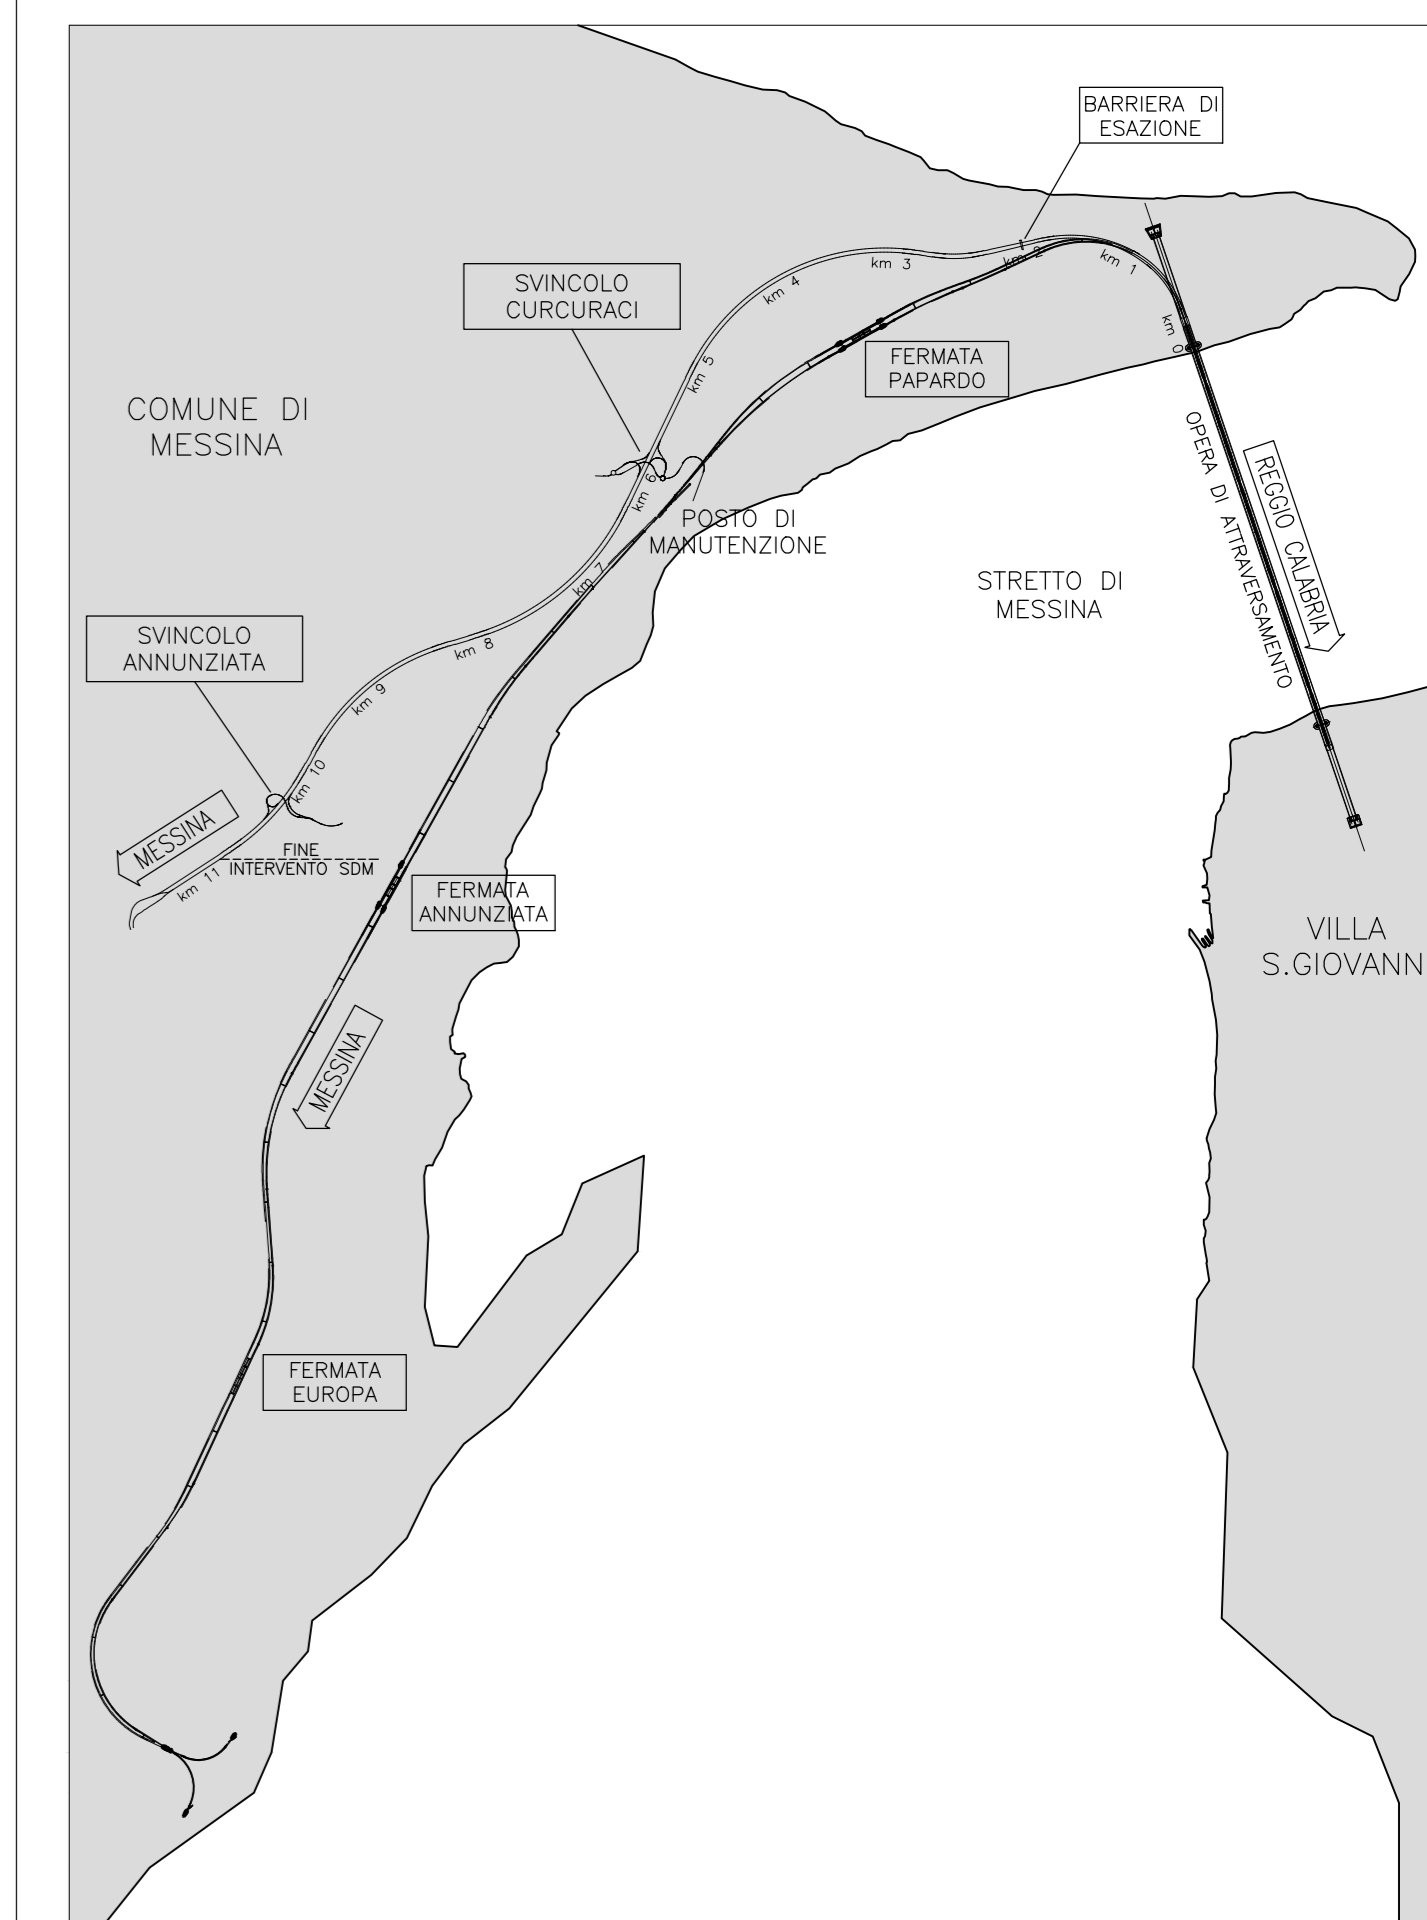 BARRIERA DI
ESAZIONE
SVINCOLO
CURCURACI
km 4
km 3
km 2
km 1
km 0
FERMATA
PAPARDO
km 5
COMUNE DI
MESSINA
km 6
POSTO DI
MANUTENZIONE
OPERA DI ATTRAVERSAMENTO
REGGIO CALABRIA
STRETTO DI
MESSINA
km 7
SVINCOLO
ANNUNZIATA
km 8
km 9
km 10
MESSINA
FINE
INTERVENTO SDM
km 11
FERMATA
ANNUNZIATA
VILLA
S.GIOVANN
MESSINA
FERMATA
EUROPA